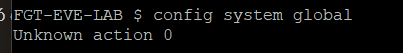 FGT-EVE-LAB $ config system global
Unknown action 0